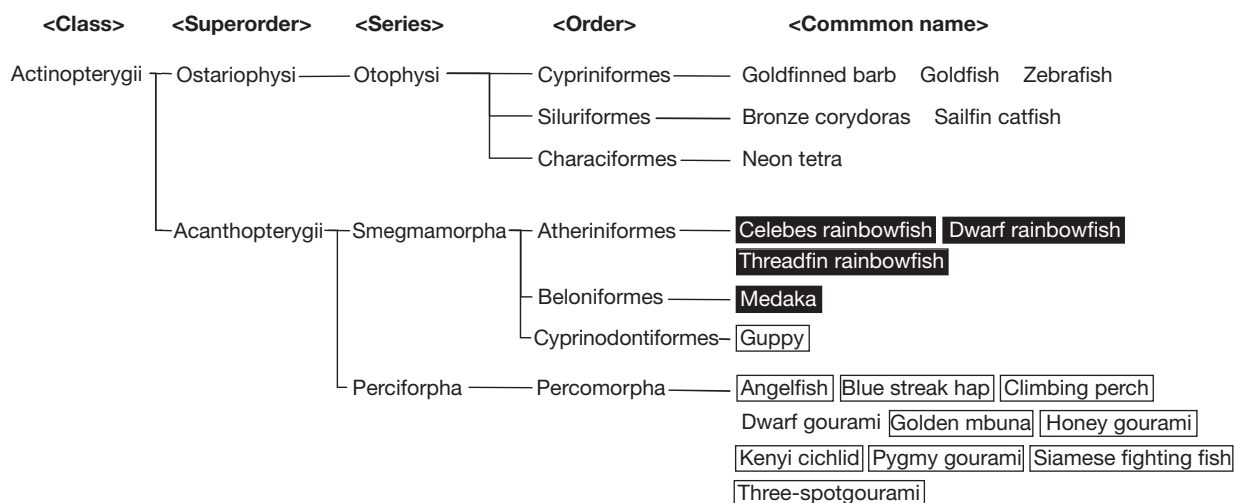 <Class> <Superorder> <Series> <Order> <Commmon name>
Actinopterygii Ostariophysi Otophysi Cypriniformes Goldfinned barb Goldfish Zebrafish
Siluriformes Bronze corydoras Sailfin catfish
Characiformes Neon tetra
Acanthopterygii Smegmamorpha Atheriniformes Celebes rainbowfish Dwarf rainbowfish
Threadfin rainbowfish
Beloniformes Medaka
Cyprinodontiformes Guppy
Perciforpha Percomorpha Angelfish Blue streak hap Climbing perch
Dwarf gourami Golden mbuna Honey gourami
Kenyi cichlid Pygmy gourami Siamese fighting fish
Three-spotgourami